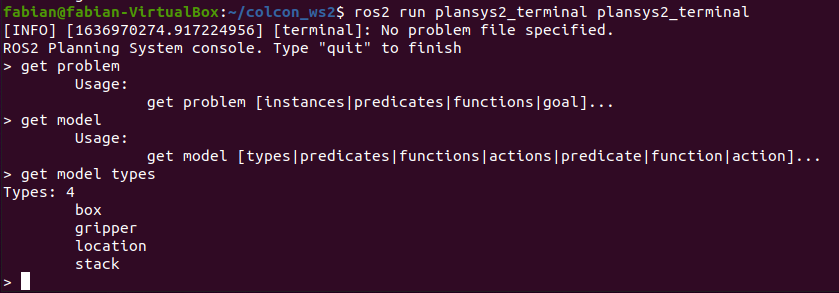 fabian@fabian-VirtualBox:~/colcon_ws2$ ros2 run plansys2_terminal plansys2_terminal
[INFO] [1636970274.917224956] [terminal]: No problem file specified.
ROS2 Planning System console. Type "quit" to finish
> get problem
Usage:
get problem [instances|predicates|functions|goal]...
> get model
Usage:
get model [types|predicates|functions|actions|predicate|function|action]...
> get model types
Types: 4
box
gripper
location
stack
>